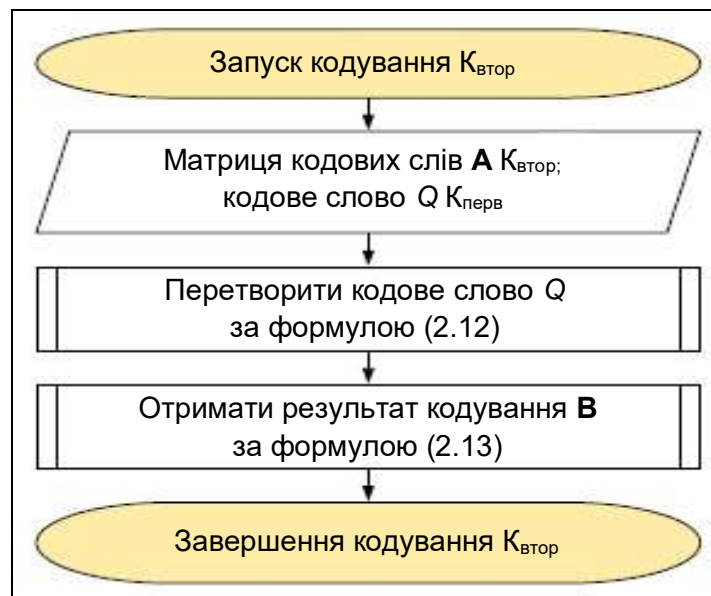 Запуск кодування Квтор
Матриця кодових слів А Квтор;
кодове слово Q Кперв
Перетворити кодове слово Q
за формулою (2.12)
Отримати результат кодування В
за формулою (2.13)
Завершення кодування Квтор